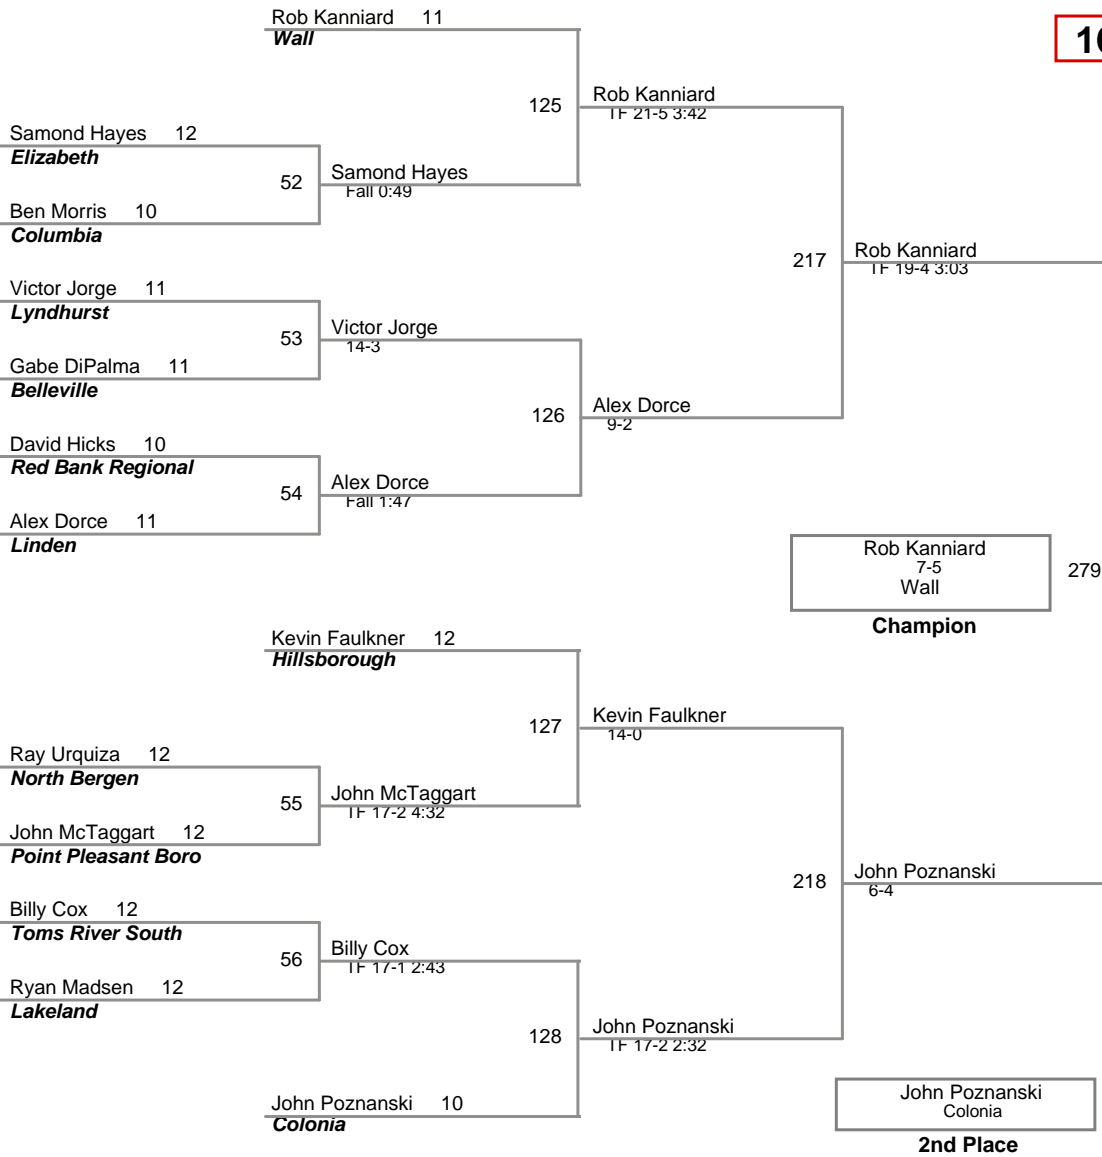 Rob Kanniard 11
Wall
125
Rob Kanniard
TF 21-5 3:42
Samond Hayes 12
Elizabeth
52
Samond Hayes
Fall 0:49
Ben Morris 10
Columbia
217
Rob Kanniard
TF 19-4 3:03
Victor Jorge 11
Lyndhurst
53
Victor Jorge
14-3
Gabe DiPalma 11
Belleville
126
Alex Dorce
9-2
David Hicks 10
Red Bank Regional
54
Alex Dorce
Fall 1:47
Alex Dorce 11
Linden
Rob Kanniard
7-5
Wall
279
Champion
Kevin Faulkner 12
Hillsborough
127
Kevin Faulkner
14-0
Ray Urquiza 12
North Bergen
55
John McTaggart
TF 17-2 4:32
John McTaggart 12
Point Pleasant Boro
218
John Poznanski
6-4
Billy Cox 12
Toms River South
56
Billy Cox
TF 17-1 2:43
Ryan Madsen 12
Lakeland
128
John Poznanski
TF 17-2 2:32
John Poznanski 10
Colonia
John Poznanski
Colonia
2nd Place